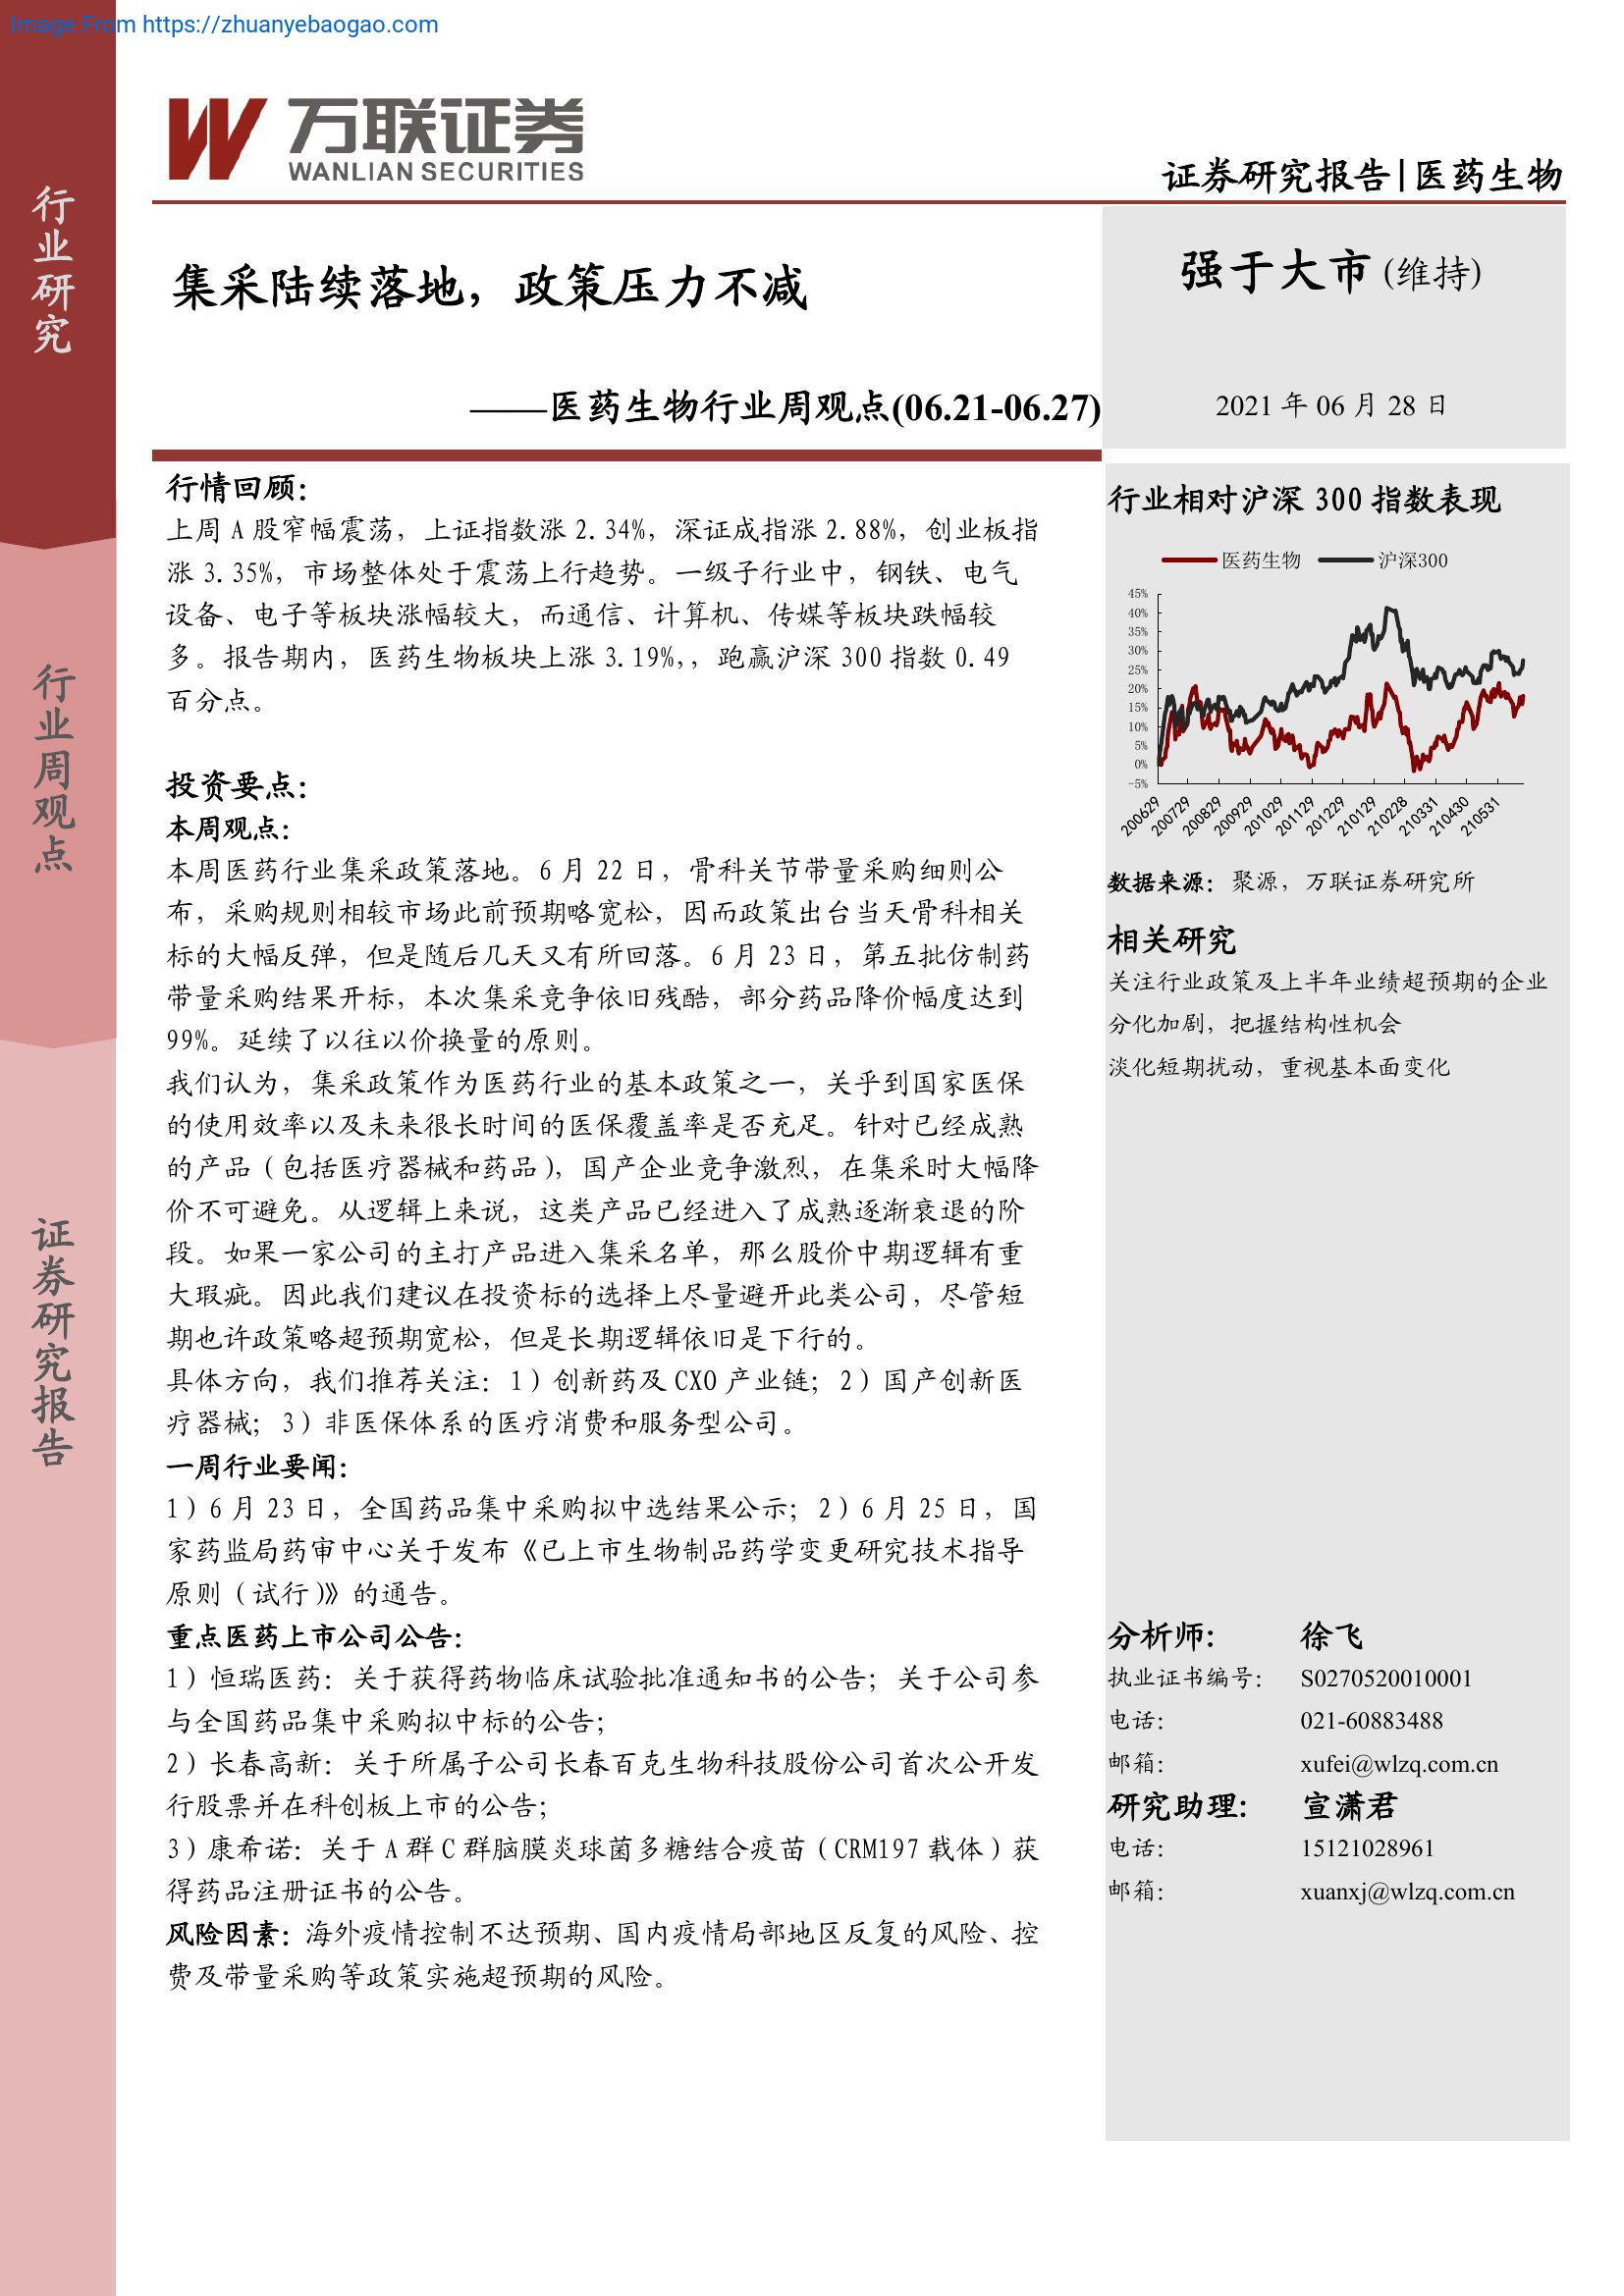 Image From https://zhuanyebaogao.com
万联证券
WANLIAN SECURITIES
证券研究报告|医药生物
行业研究
行业周观点
证券研究报告
集采陆续落地，政策压力不减
——医药生物行业周观点(06.21-06.27)
强于大市(维持)
2021 年 06 月 28 日
行情回顾：
上周 A 股窄幅震荡，上证指数涨 2.34%，深证成指涨 2.88%，创业板指
涨 3.35%，市场整体处于震荡上行趋势。一级子行业中，钢铁、电气
设备、电子等板块涨幅较大，而通信、计算机、传媒等板块跌幅较
多。报告期内，医药生物板块上涨 3.19%,，跑赢沪深 300 指数 0.49
百分点。
投资要点：
本周观点：
本周医药行业集采政策落地。6 月 22 日，骨科关节带量采购细则公
布，采购规则相较市场此前预期略宽松，因而政策出台当天骨科相关
标的大幅反弹，但是随后几天又有所回落。6 月 23 日，第五批仿制药
带量采购结果开标，本次集采竞争依旧残酷，部分药品降价幅度达到
99%。延续了以往以价换量的原则。
我们认为，集采政策作为医药行业的基本政策之一，关乎到国家医保
的使用效率以及未来很长时间的医保覆盖率是否充足。针对已经成熟
的产品（包括医疗器械和药品），国产企业竞争激烈，在集采时大幅降
价不可避免。从逻辑上来说，这类产品已经进入了成熟逐渐衰退的阶
段。如果一家公司的主打产品进入集采名单，那么股价中期逻辑有重
大瑕疵。因此我们建议在投资标的选择上尽量避开此类公司，尽管短
期也许政策略超预期宽松，但是长期逻辑依旧是下行的。
具体方向，我们推荐关注：1）创新药及 CXO 产业链；2）国产创新医
疗器械；3）非医保体系的医疗消费和服务型公司。
一周行业要闻：
1）6 月 23 日，全国药品集中采购拟中选结果公示；2）6 月 25 日，国
家药监局药审中心关于发布《已上市生物制品药学变更研究技术指导
原则（试行）》的通告。
重点医药上市公司公告：
1）恒瑞医药：关于获得药物临床试验批准通知书的公告；关于公司参
与全国药品集中采购拟中标的公告；
2）长春高新：关于所属子公司长春百克生物科技股份公司首次公开发
行股票并在科创板上市的公告；
3）康希诺：关于 A 群 C 群脑膜炎球菌多糖结合疫苗（CRM197 载体）获
得药品注册证书的公告。
风险因素：海外疫情控制不达预期、国内疫情局部地区反复的风险、控
费及带量采购等政策实施超预期的风险。
行业相对沪深 300 指数表现
医药生物 沪深300
45%
40%
35%
30%
25%
20%
15%
10%
5%
0%
-5%
200629 200729 200829 200929 201029 201129 201229 210129 210228 210331 210430 210531
数据来源：聚源，万联证券研究所
相关研究
关注行业政策及上半年业绩超预期的企业
分化加剧，把握结构性机会
淡化短期扰动，重视基本面变化
分析师: 徐飞
执业证书编号： S0270520010001
电话： 021-60883488
邮箱： xufei@wlzq.com.cn
研究助理: 宣潇君
电话： 15121028961
邮箱： xuanxj@wlzq.com.cn